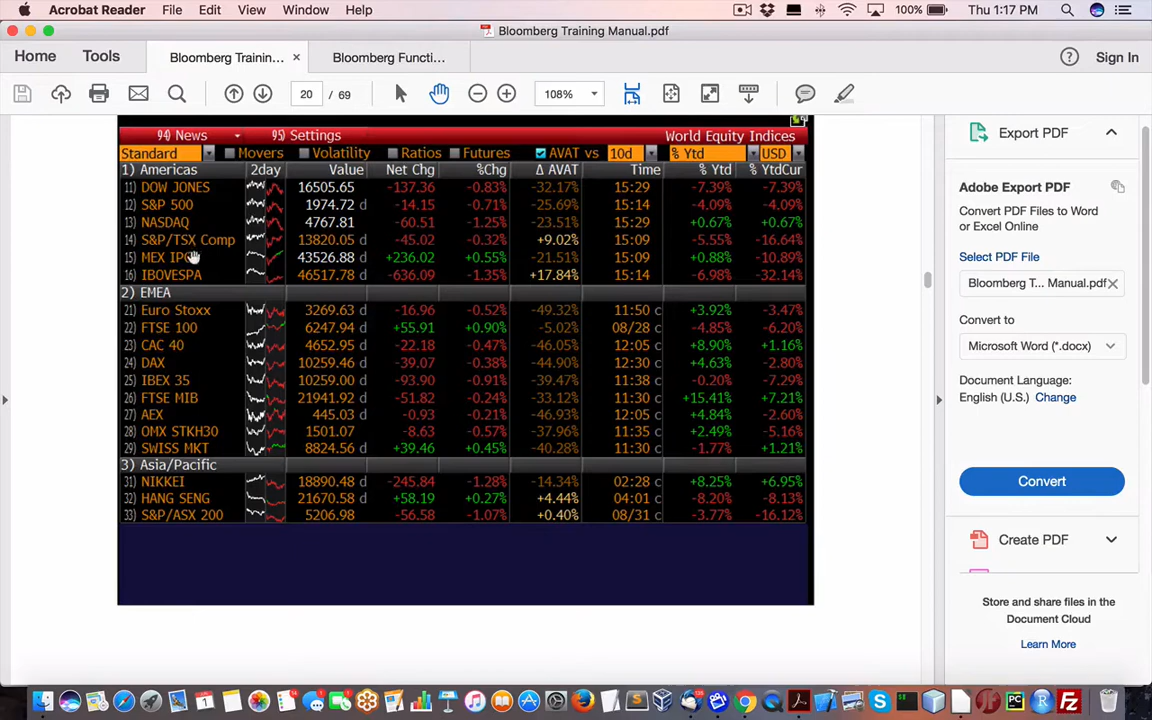 Acrobat Reader File Edit View Window Help 100% Thu 1:17 PM
Bloomberg Training Manual.pdf
Home Tools Bloomberg Trainin... × Bloomberg Functi... ? Sign In
20 / 69 108%
94) News 95) Settings World Equity Indices
Standard Movers Volatility Ratios Futures AVAT vs 10d % Ytd USD
1) Americas 2day Value Net Chg %Chg Δ AVAT Time % Ytd % YtdCur
11) DOW JONES 16505.65 -137.36 -0.83% -32.17% 15:29 -7.39% -7.39%
12) S&P 500 1974.72 d -14.15 -0.71% -25.69% 15:14 -4.09% -4.09%
13) NASDAQ 4767.81 -60.51 -1.25% -23.51% 15:29 +0.67% +0.67%
14) S&P/TSX Comp 13820.05 d -45.02 -0.32% +9.02% 15:09 -5.55% -16.64%
15) MEX 43526.88 d +236.02 +0.55% -11.51% 15:09 +0.88% -10.89%
16) IBOVESPA 46517.78 d -636.09 -1.35% +17.84% 15:14 -6.98% -32.14%
2) EMEA
21) Euro Stoxx 3269.63 d -16.96 -0.52% -49.32% 11:50 c +3.92% -3.47%
22) FTSE 100 6247.94 d +55.91 +0.90% -5.02% 08/28 c -4.85% -6.20%
23) CAC 40 4652.95 d -22.18 -0.47% -46.05% 12:05 c +8.90% +1.16%
24) DAX 10259.46 d -39.07 -0.38% -44.90% 12:30 c +4.63% -2.80%
25) IBEX 35 10259.00 d -93.90 -0.91% -39.47% 11:38 c -0.20% -7.29%
26) FTSE MIB 21941.92 d -51.82 -0.24% -33.12% 11:30 c +15.41% +7.21%
27) AEX 445.03 d -0.93 -0.21% -46.93% 12:05 c +4.84% -2.60%
28) OMX STKH30 1501.07 -8.63 -0.57% -37.96% 11:35 c +2.49% -5.16%
29) SWISS MKT 8824.56 d +39.46 +0.45% -40.28% 11:30 c -1.77% +1.21%
3) Asia/Pacific
31) NIKKEI 18890.48 d -245.84 -1.28% -14.34% 02:28 c +8.25% +6.95%
32) HANG SENG 21670.58 d +58.19 +0.27% +4.44% 04:01 c -8.20% -8.13%
33) S&P/ASX 200 5206.98 -56.58 -1.07% +0.40% 08/31 c -3.77% -16.12%
Export PDF
Adobe Export PDF
Convert PDF Files to Word
or Excel Online
Select PDF File
Bloomberg T... Manual.pdf ×
Convert to
Microsoft Word (*.docx)
Document Language:
English (U.S.) Change
Convert
Create PDF
Store and share files in the
Document Cloud
Learn More